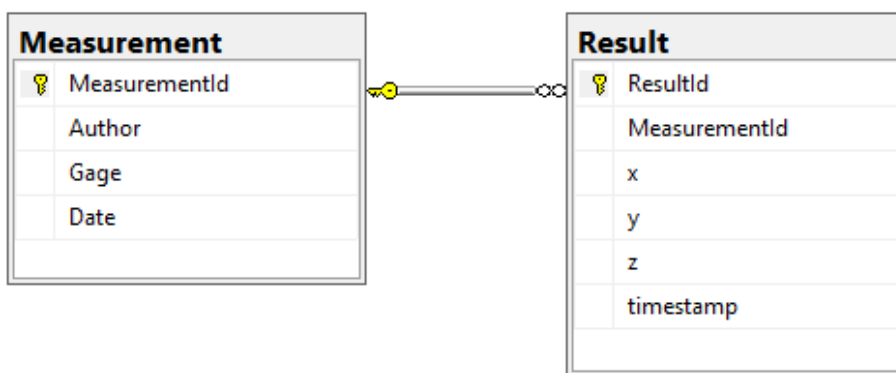 Measurement
MeasurementId
Author
Gage
Date
Result
ResultId
MeasurementId
x
y
z
timestamp